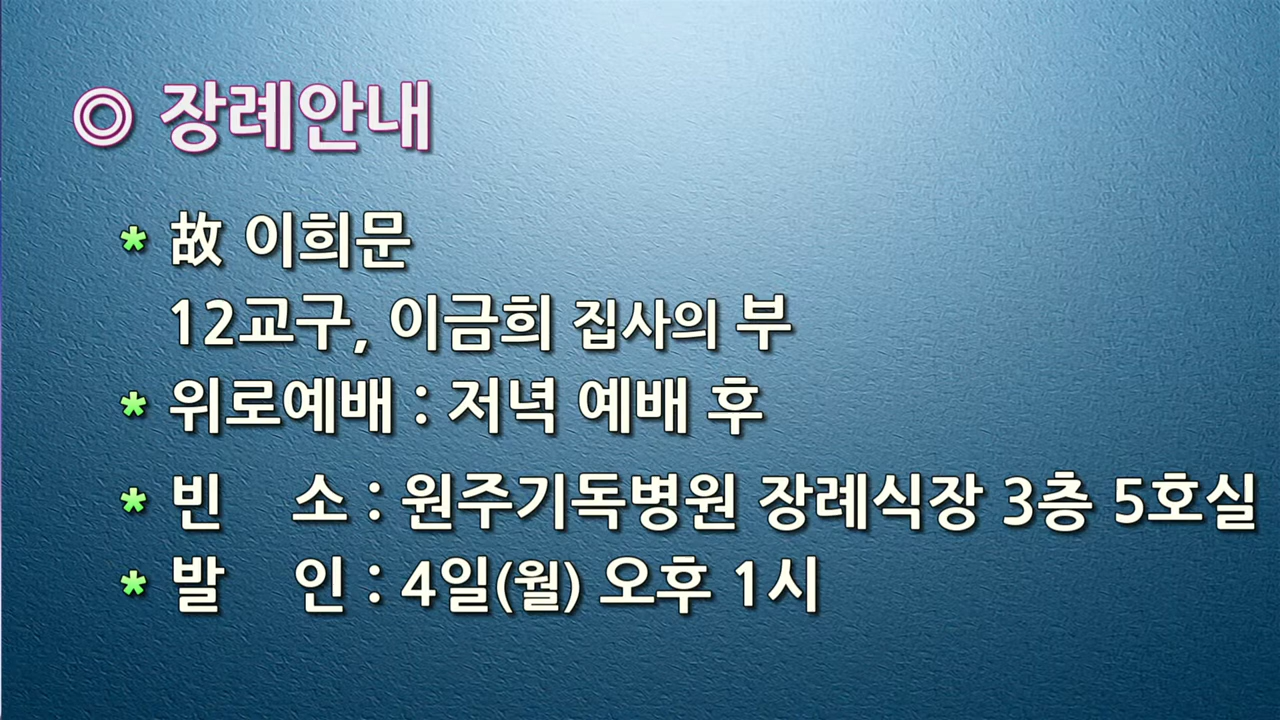 ◎ 장례안내
* 故 이희문
12교구, 이금희 집사의 부
* 위로예배 : 저녁 예배 후
* 빈 소 : 원주기독병원 장례식장 3층 5호실
* 발 인 : 4일(월) 오후 1시